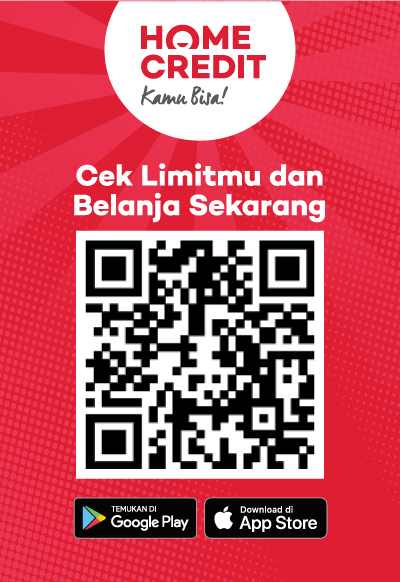 HOME
CREDIT
Kamu Bisa!
Cek Limitmu dan
Belanja Sekarang
TEMUKAN DI
Google Play
Download di
App Store